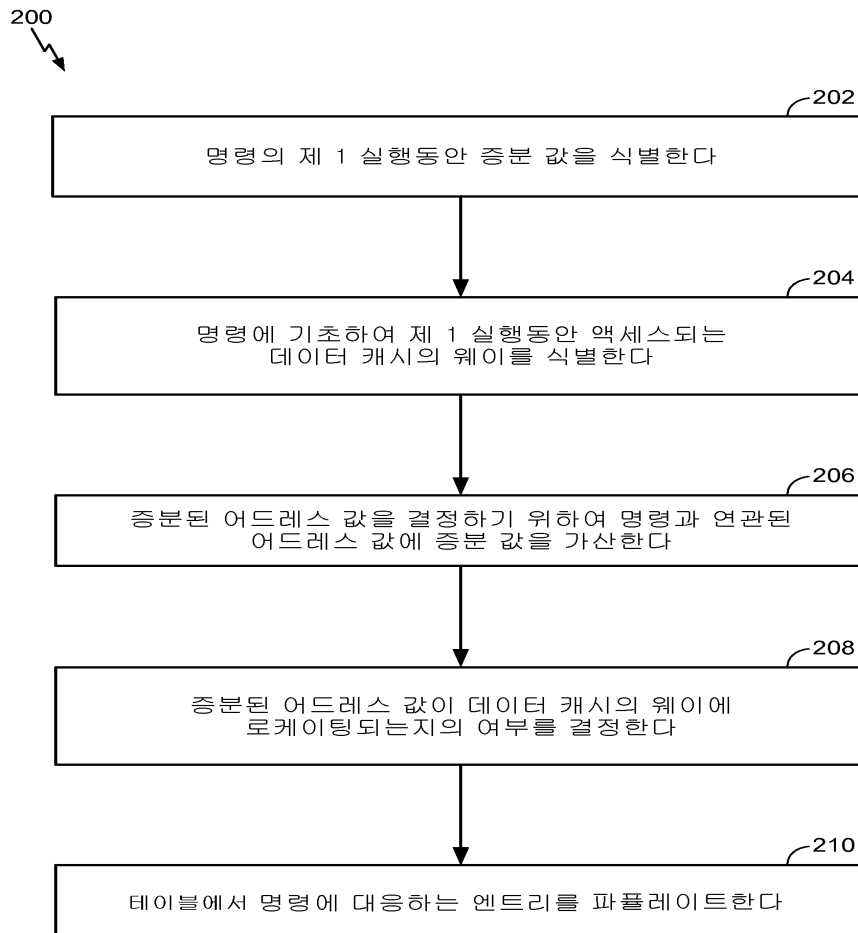 200
202
명령의 제 1 실행동안 증분 값을 식별한다
204
명령에 기초하여 제 1 실행동안 액세스되는
데이터 캐시의 웨이를 식별한다
206
증분된 어드레스 값을 결정하기 위하여 명령과 연관된
어드레스 값에 증분 값을 가산한다
208
증분된 어드레스 값이 데이터 캐시의 웨이에
로케이팅되는지의 여부를 결정한다
210
테이블에서 명령에 대응하는 엔트리를 파퓰레이트한다